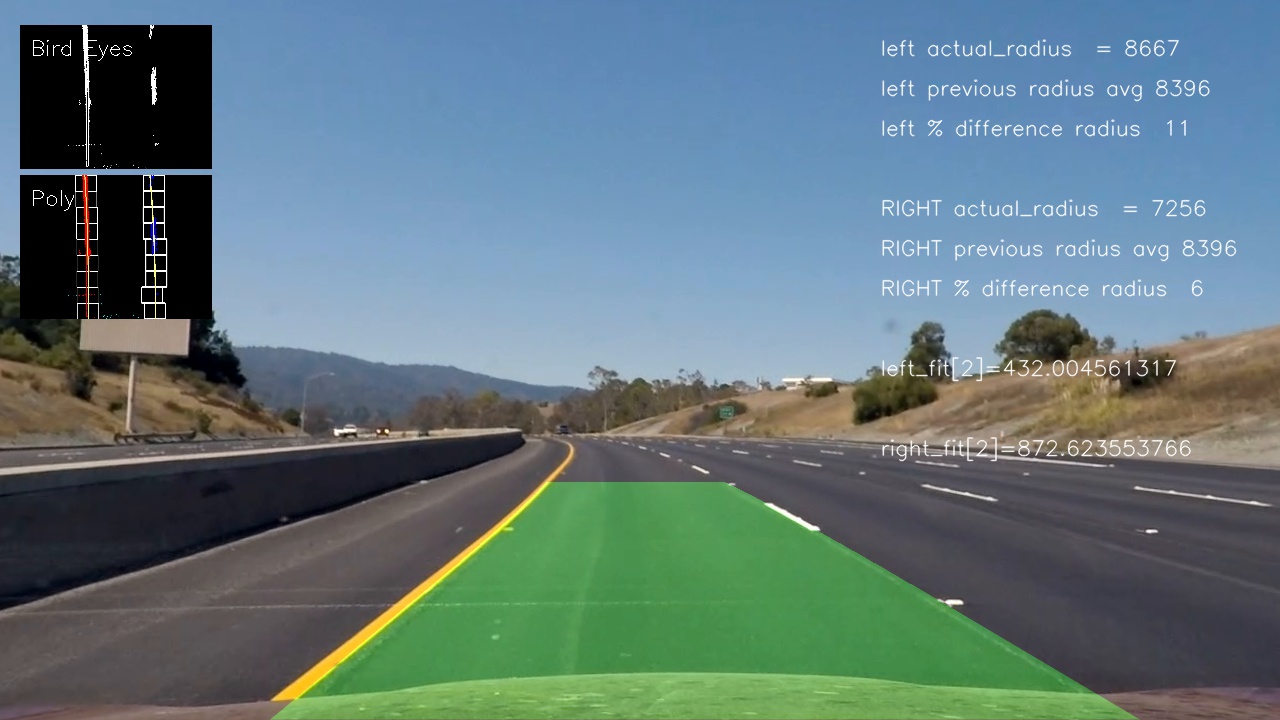 Bird Eyes
Poly
left actual_radius = 8667
left previous radius avg 8396
left % difference radius 11
RIGHT actual_radius = 7256
RIGHT previous radius avg 8396
RIGHT % difference radius 6
left_fit[2]=432.004561317
right_fit[2]=872.623553766